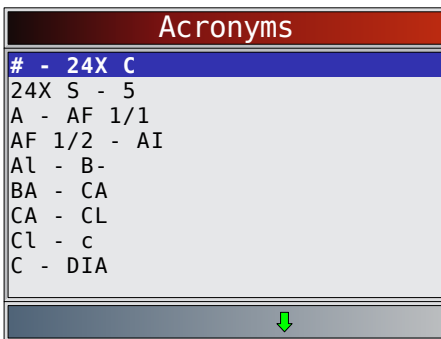 Acronyms
# - 24X C
24X S - 5
A - AF 1/1
AF 1/2 - AI
Al - B-
BA - CA
CA - CL
Cl - c
C - DIA